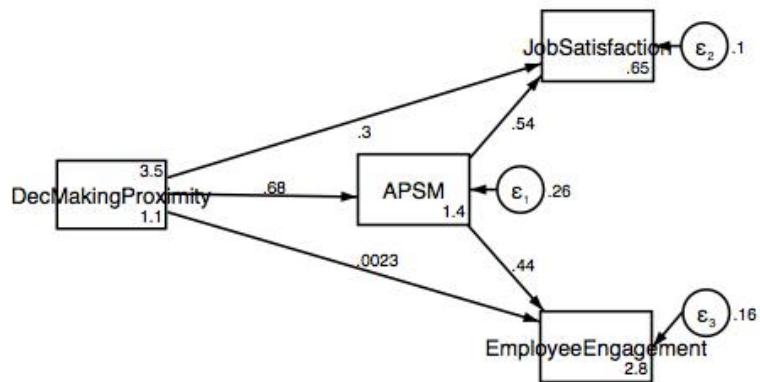 JobSatisfaction
.65
ε2
.1
.3
.54
3.5
DecMakingProximity
1.1
.68
APSM
1.4
ε1
.26
.0023
.44
EmployeeEngagement
2.8
ε3
.16